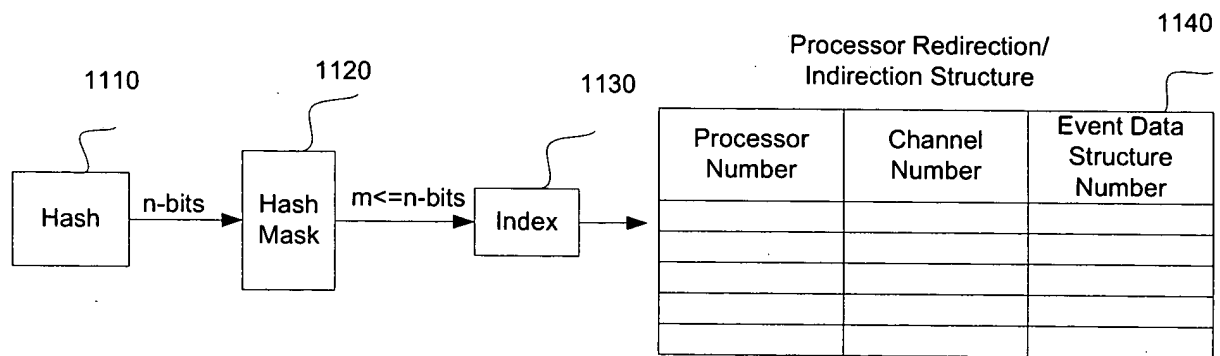 1110
Hash
n-bits
1120
Hash
Mask
m<=n-bits
1130
Index
1140
Processor Redirection/
Indirection Structure
Processor
Number
Channel
Number
Event Data
Structure
Number